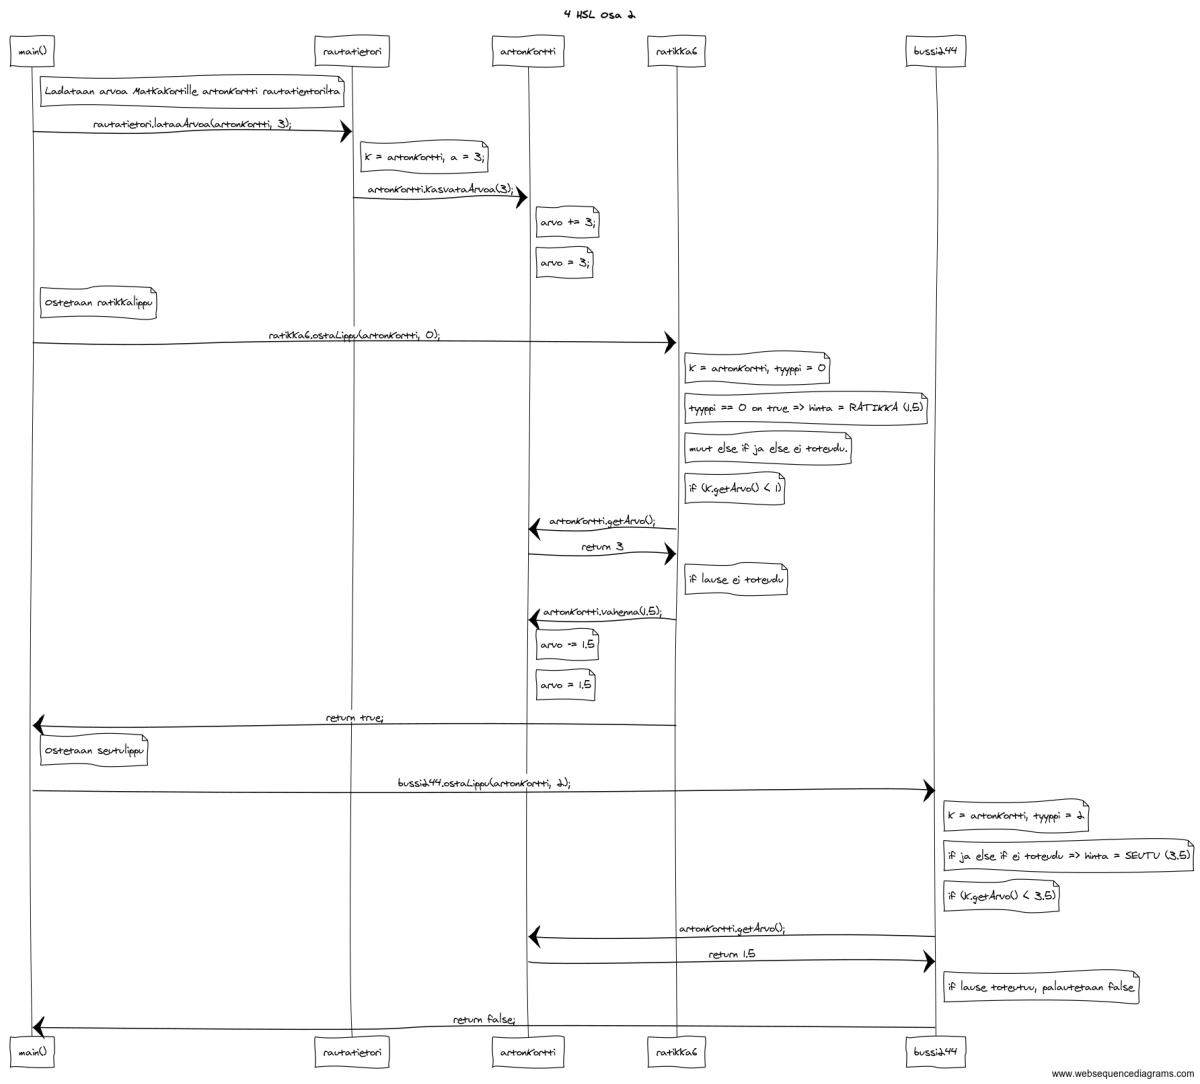 4 HSL osa 2
main()
rautatietori
artonKortti
ratikka6
bussi244
Ladataan arvoa Matkakortille artonKortti rautatientorilta
rautatietori.lataaArvoa(artonKortti, 3);
K = artonKortti, a = 3;
artonKortti.kasvataArvoa(3);
arvo += 3;
arvo = 3;
Ostetaan ratikkalippu
ratikka6.ostaLippu(artonKortti, 0);
K = artonKortti, tyyppi = 0
tyyppi == 0 on true => hinta = RATIKKA (1.5)
muut else if ja else ei toteudu.
if (K.getArvo() < 1)
artonKortti.getArvo();
return 3
if lause ei toteudu
artonKortti.vahenna(1.5);
arvo -= 1.5
arvo = 1.5
return true;
Ostetaan seutulippu
bussi244.ostaLippu(artonKortti, 2);
K = artonKortti, tyyppi = 2
if ja else if ei toteudu => hinta = SEUTU (3.5)
if (K.getArvo() < 3.5)
artonKortti.getArvo();
return 1.5
if lause toteutuu, palautetaan false
return false;
main()
rautatietori
artonKortti
ratikka6
bussi244
www.websequencediagrams.com